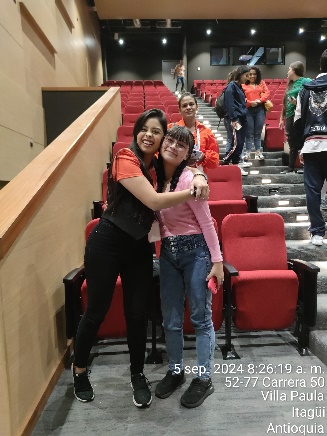 5 sep. 2024 8:26:19 a. m.
52-77 Carrera 50
Villa Paula
Itagüí
Antioquia